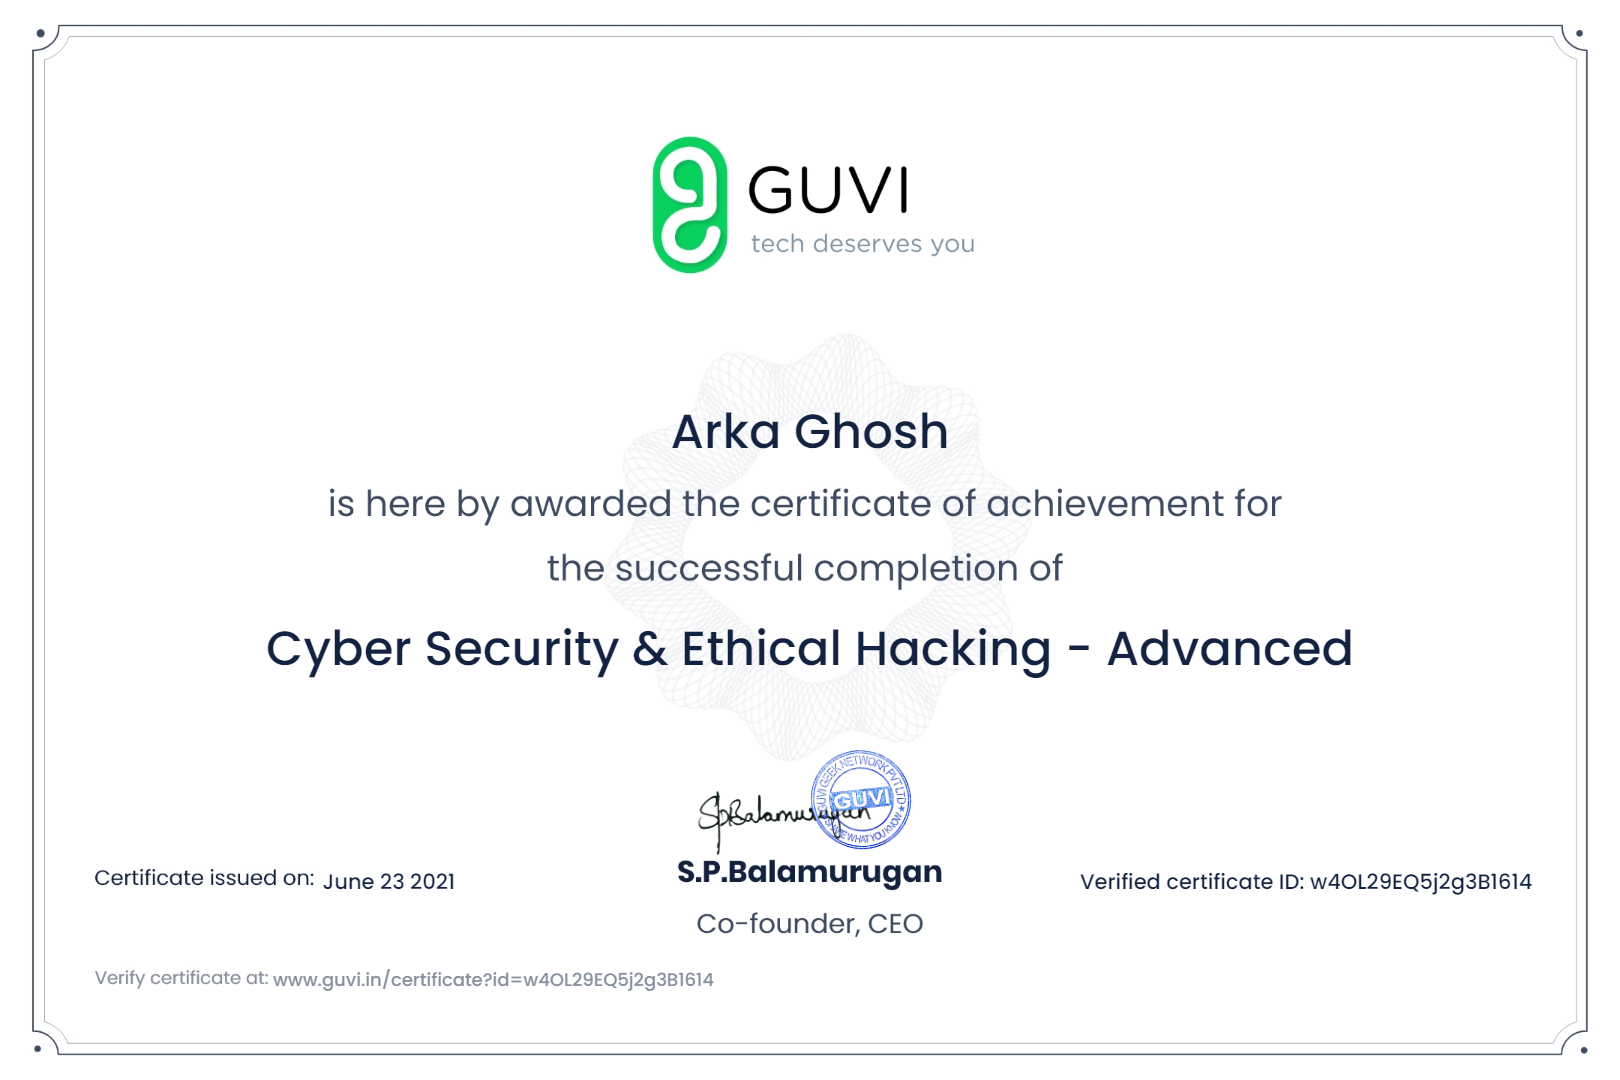 GUVI
tech deserves you
Arka Ghosh
is here by awarded the certificate of achievement for
the successful completion of
Cyber Security & Ethical Hacking - Advanced
S.P.Balamurugan
GUVI GEEK NETWORK PVT LTD
GUVI
SHARE WHAT YOU KNOW
Certificate issued on: June 23 2021
S.P.Balamurugan
Verified certificate ID: w4OL29EQ5j2g3B1614
Co-founder, CEO
Verify certificate at: www.guvi.in/certificate?id=w4OL29EQ5j2g3B1614